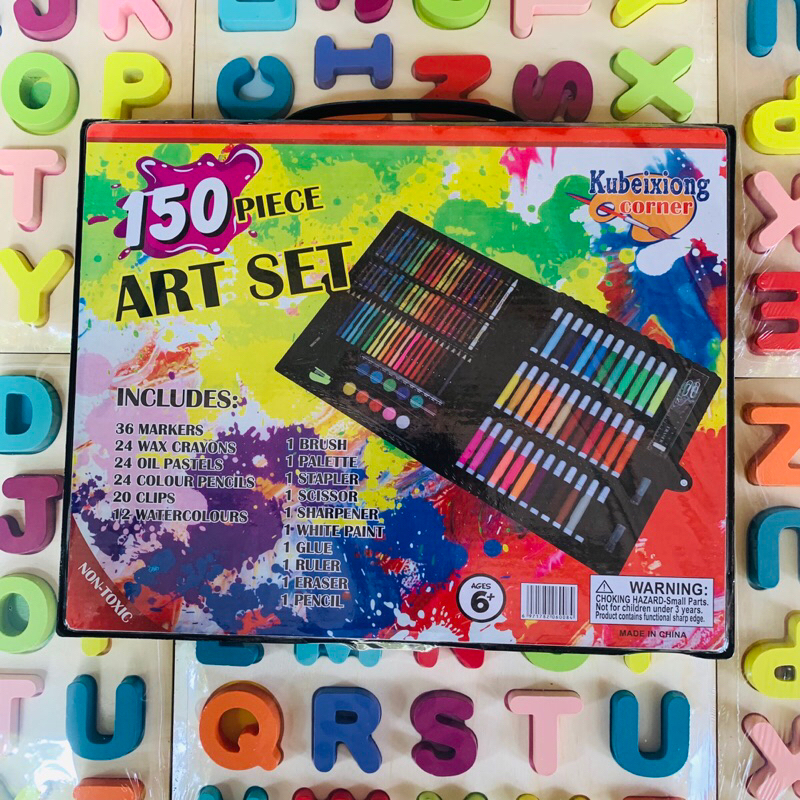 150 PIECE
ART SET
Kubeixiong
corner
INCLUDES:
36 MARKERS
24 WAX CRAYONS
24 OIL PASTELS
24 COLOUR PENCILS
20 CLIPS
12 WATERCOLOURS
1 BRUSH
1 PALETTE
1 STAPLER
1 SCISSOR
1 SHARPENER
1 WHITE PAINT
1 GLUE
1 RULER
1 ERASER
1 PENCIL
NON-TOXIC
AGES
6+
WARNING:
CHOKING HAZARD-Small Parts.
Not for children under 3 years.
Product contains functional sharp edge.
MADE IN CHINA
O P
C I Z S X
T
Y
D
J
O
U Q R S T U